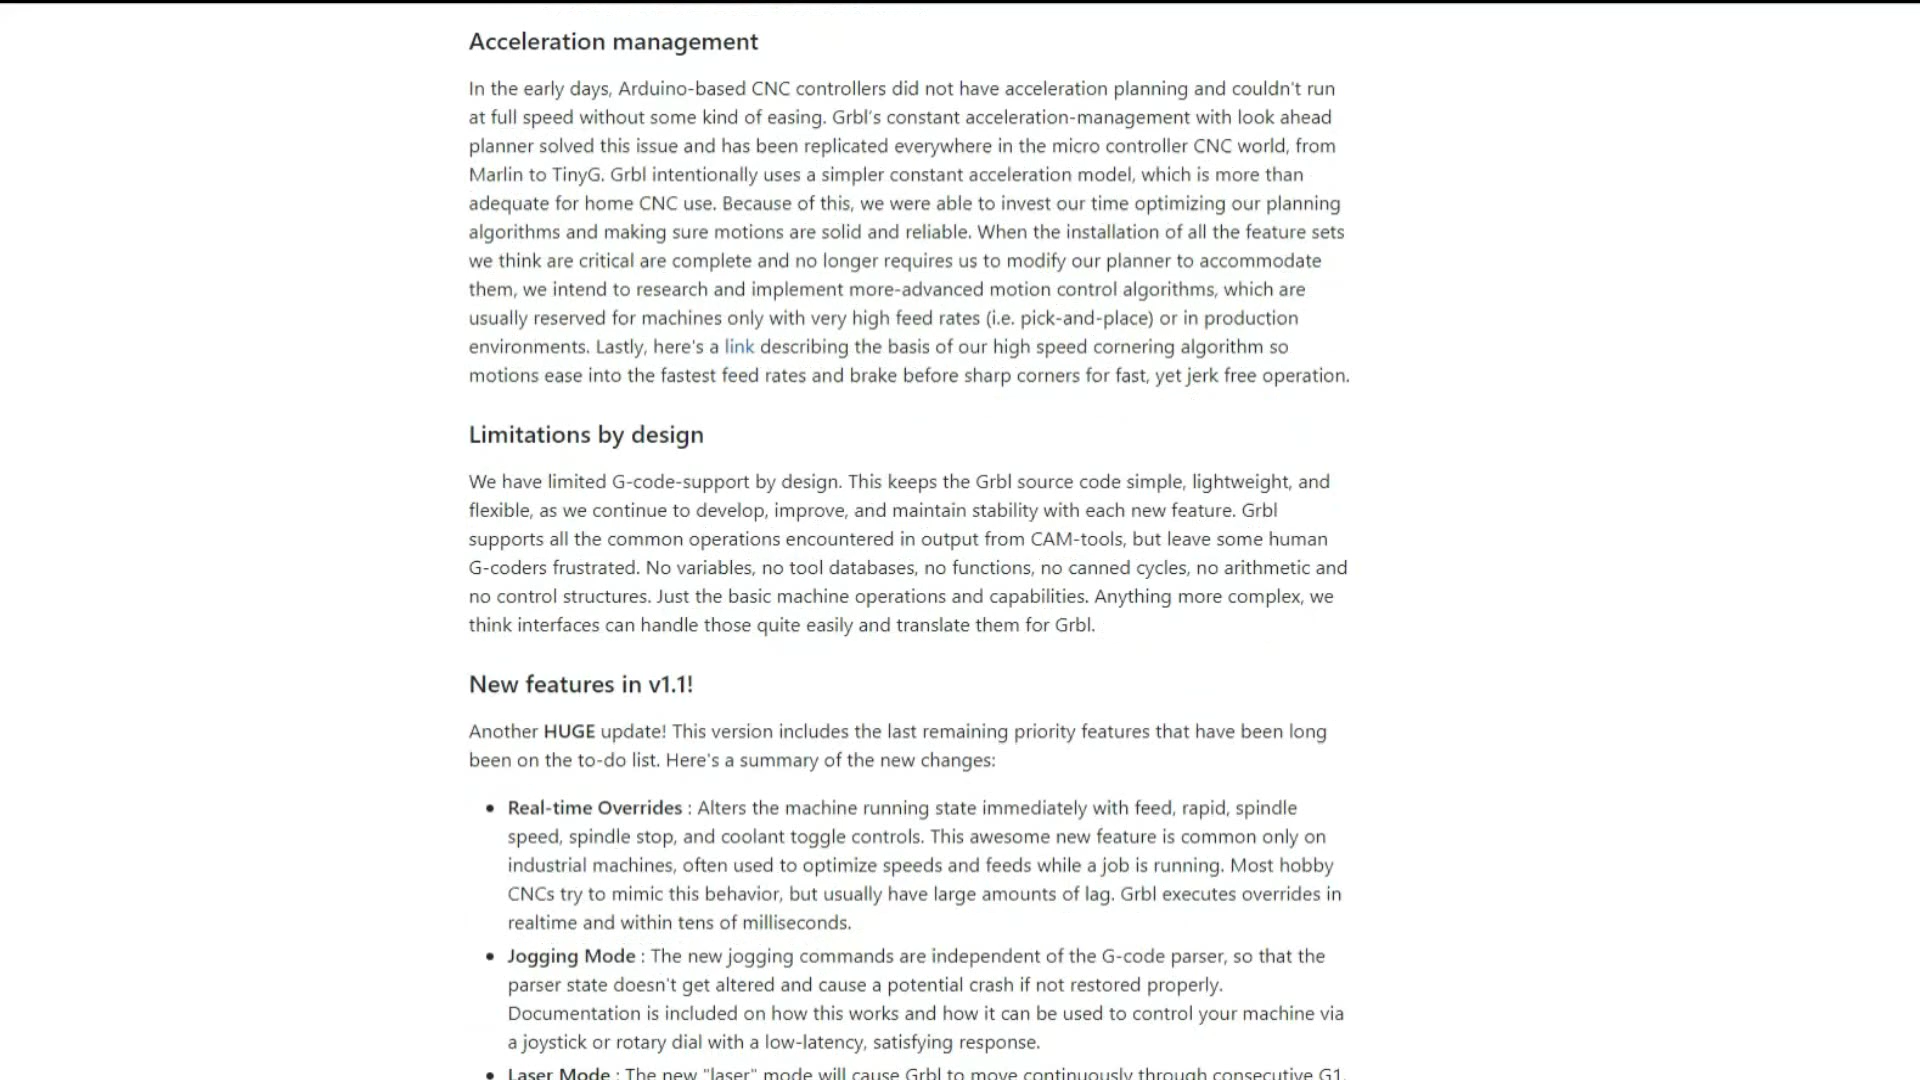 Acceleration management
In the early days, Arduino-based CNC controllers did not have acceleration planning and couldn't run
at full speed without some kind of easing. Grbl's constant acceleration-management with look ahead
planner solved this issue and has been replicated everywhere in the micro controller CNC world, from
Marlin to TinyG. Grbl intentionally uses a simpler constant acceleration model, which is more than
adequate for home CNC use. Because of this, we were able to invest our time optimizing our planning
algorithms and making sure motions are solid and reliable. When the installation of all the feature sets
we think are critical are complete and no longer requires us to modify our planner to accommodate
them, we intend to research and implement more-advanced motion control algorithms, which are
usually reserved for machines only with very high feed rates (i.e. pick-and-place) or in production
environments. Lastly, here's a link describing the basis of our high speed cornering algorithm so
motions ease into the fastest feed rates and brake before sharp corners for fast, yet jerk free operation.
Limitations by design
We have limited G-code-support by design. This keeps the Grbl source code simple, lightweight, and
flexible, as we continue to develop, improve, and maintain stability with each new feature. Grbl
supports all the common operations encountered in output from CAM-tools, but leave some human
G-coders frustrated. No variables, no tool databases, no functions, no canned cycles, no arithmetic and
no control structures. Just the basic machine operations and capabilities. Anything more complex, we
think interfaces can handle those quite easily and translate them for Grbl.
New features in v1.1!
Another HUGE update! This version includes the last remaining priority features that have been long
been on the to-do list. Here's a summary of the new changes:
• Real-time Overrides : Alters the machine running state immediately with feed, rapid, spindle
speed, spindle stop, and coolant toggle controls. This awesome new feature is common only on
industrial machines, often used to optimize speeds and feeds while a job is running. Most hobby
CNCs try to mimic this behavior, but usually have large amounts of lag. Grbl executes overrides in
realtime and within tens of milliseconds.
• Jogging Mode : The new jogging commands are independent of the G-code parser, so that the
parser state doesn't get altered and cause a potential crash if not restored properly.
Documentation is included on how this works and how it can be used to control your machine via
a joystick or rotary dial with a low-latency, satisfying response.
• Laser Mode : The new "laser" mode will cause Grbl to move continuously through consecutive G1,